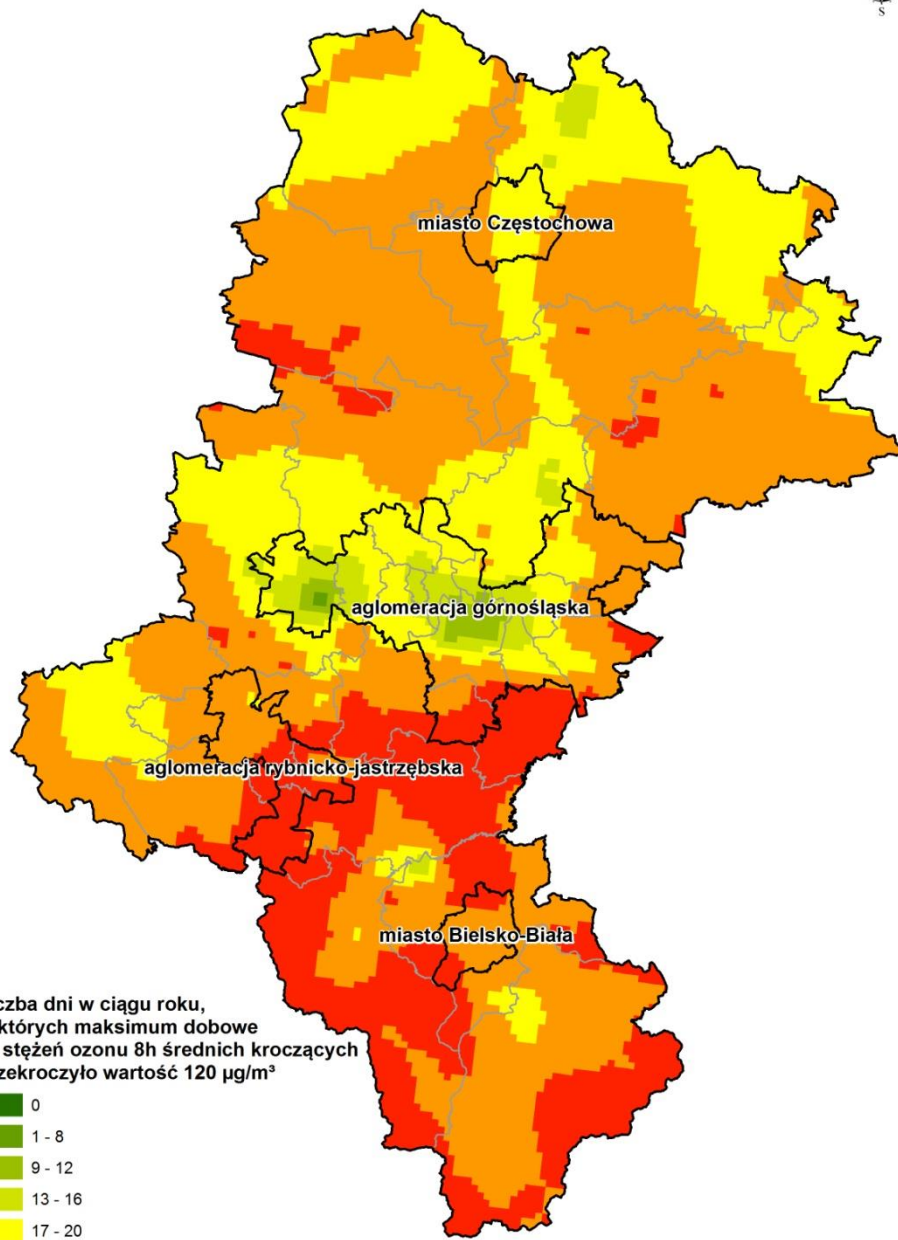 S
miasto Częstochowa
aglomeracja górnośląska
aglomeracja rybnicko-jastrzębska
miasto Bielsko-Biała
czba dni w ciągu roku,
których maksimum dobowe
stężeń ozonu 8h średnich kroczących
zekroczyło wartość 120 µg/m³
0
1 - 8
9 - 12
13 - 16
17 - 20